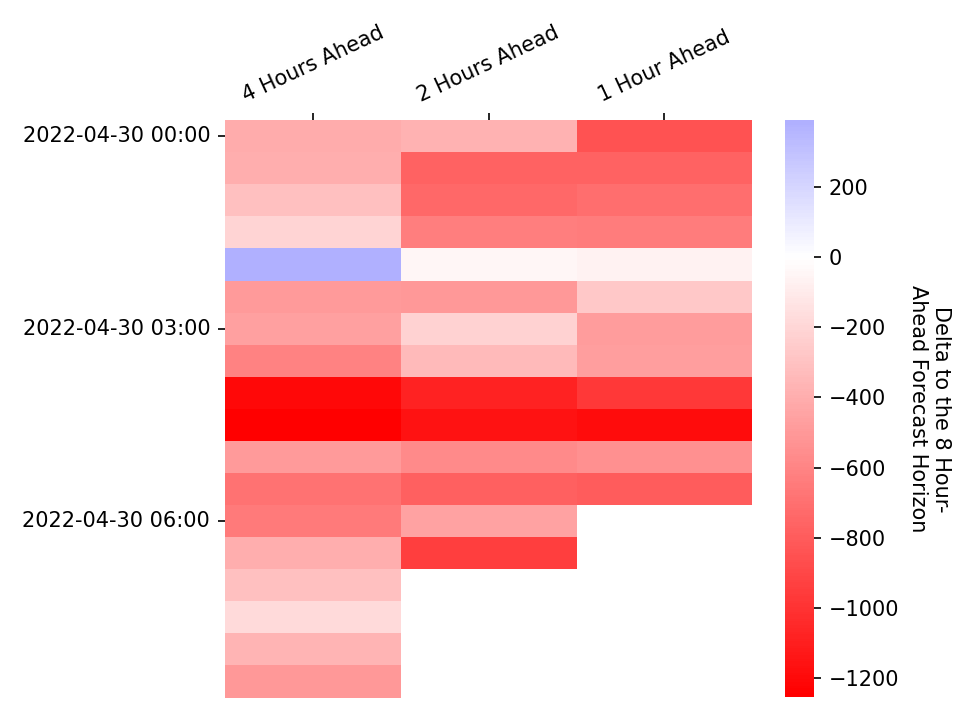 4 Hours Ahead
2 Hours Ahead
1 Hour Ahead
2022-04-30 00:00
2022-04-30 03:00
2022-04-30 06:00
200
0
−200
−400
−600
−800
−1000
−1200
Delta to the 8 Hour-
Ahead Forecast Horizon